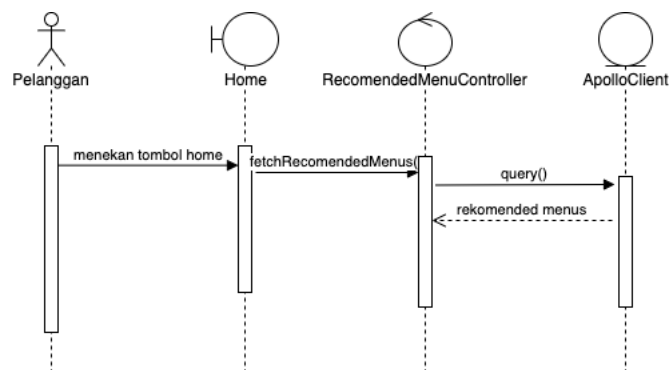 Pelanggan
Home
RecomendedMenuController
ApolloClient
menekan tombol home
fetchRecomendedMenus(
query()
rekomended menus